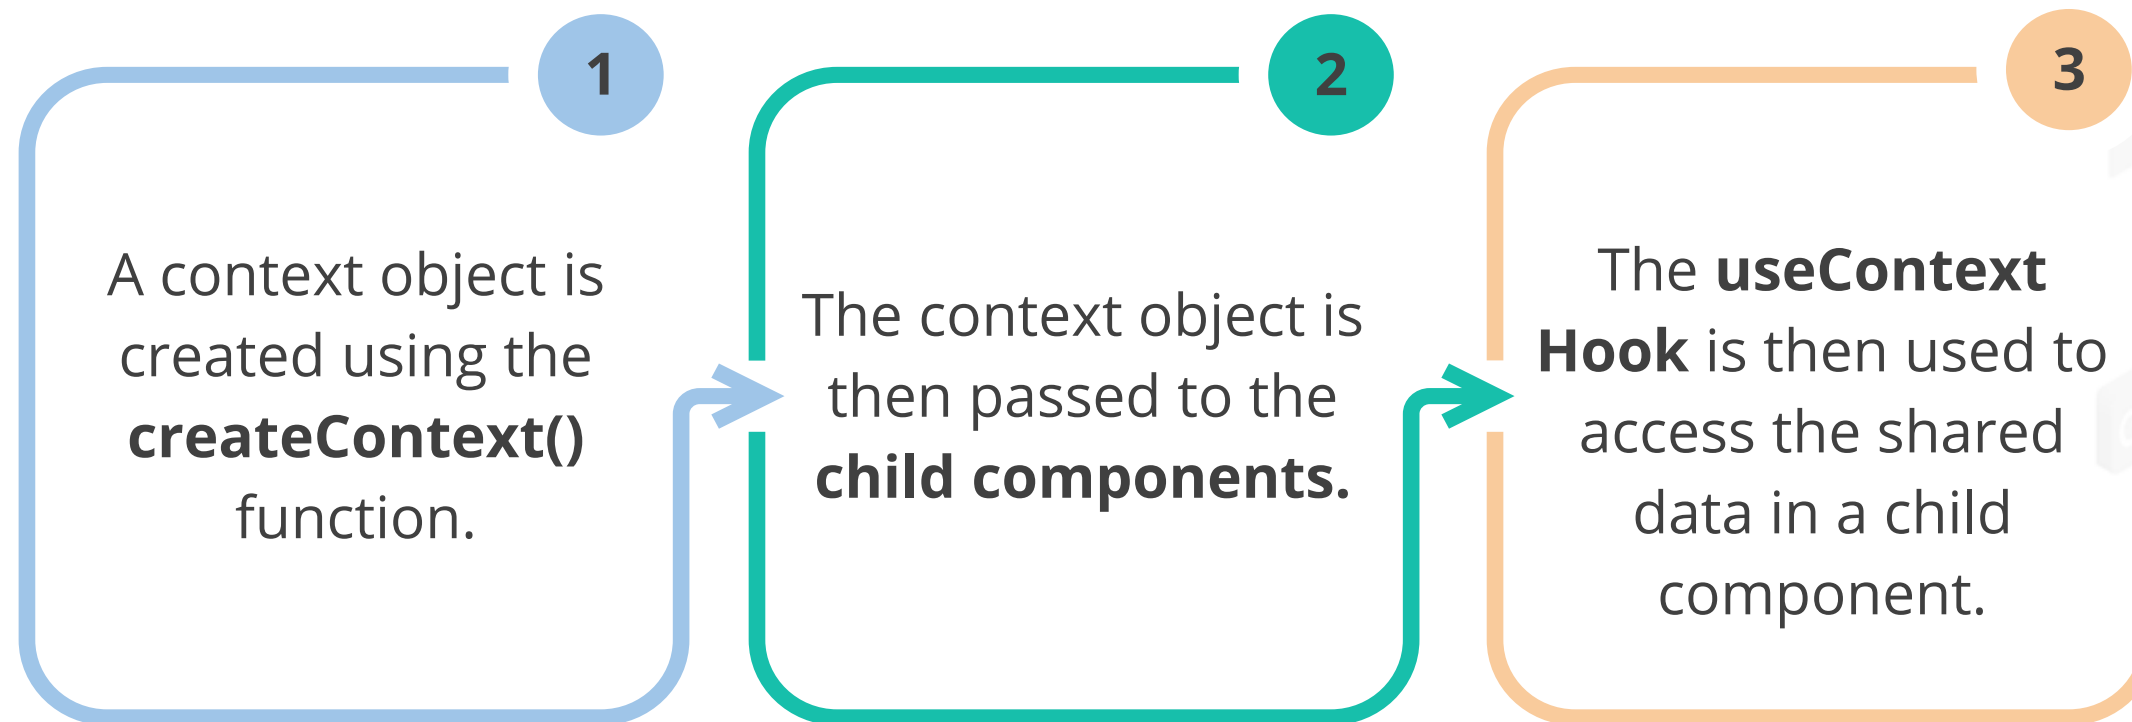 1
A context object is
created using the
createContext()
function.
2
The context object is
then passed to the
child components.
3
The useContext
Hook is then used to
access the shared
data in a child
component.